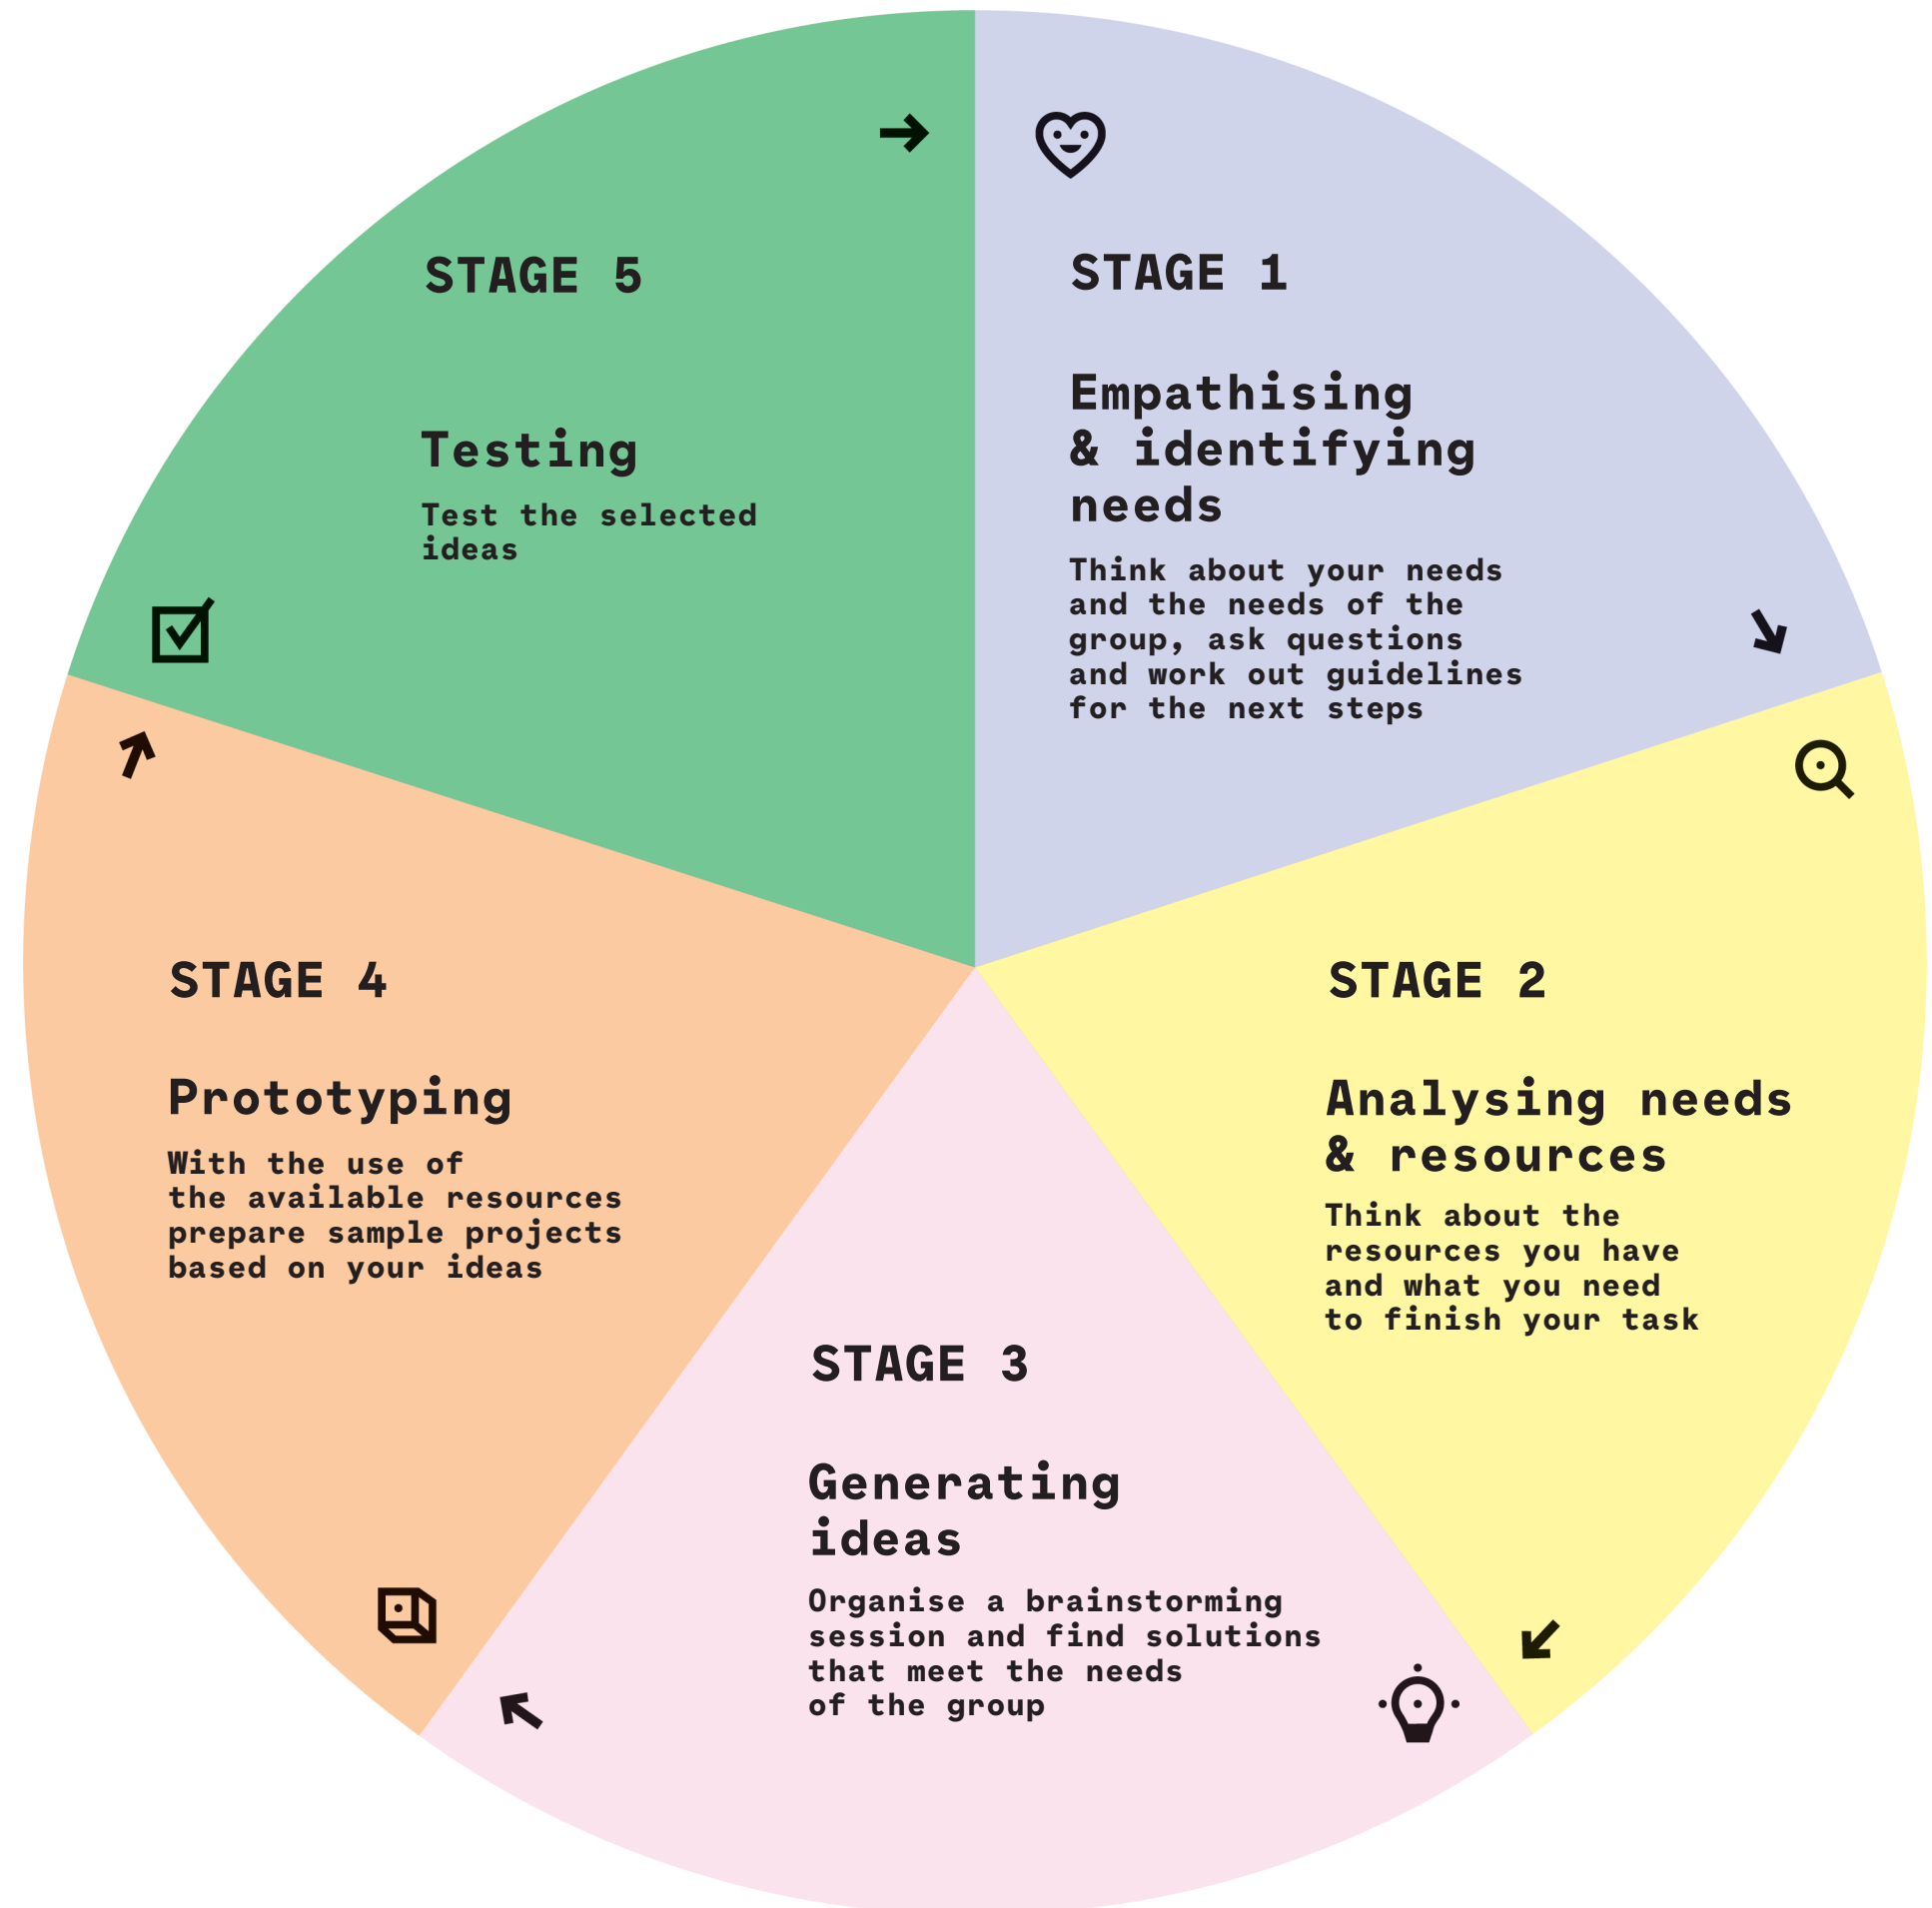 STAGE 1
Empathising
& identifying
needs
Think about your needs
and the needs of the
group, ask questions
and work out guidelines
for the next steps
STAGE 2
Analysing needs
& resources
Think about the
resources you have
and what you need
to finish your task
STAGE 3
Generating
ideas
Organise a brainstorming
session and find solutions
that meet the needs
of the group
STAGE 4
Prototyping
With the use of
the available resources
prepare sample projects
based on your ideas
STAGE 5
Testing
Test the selected
ideas